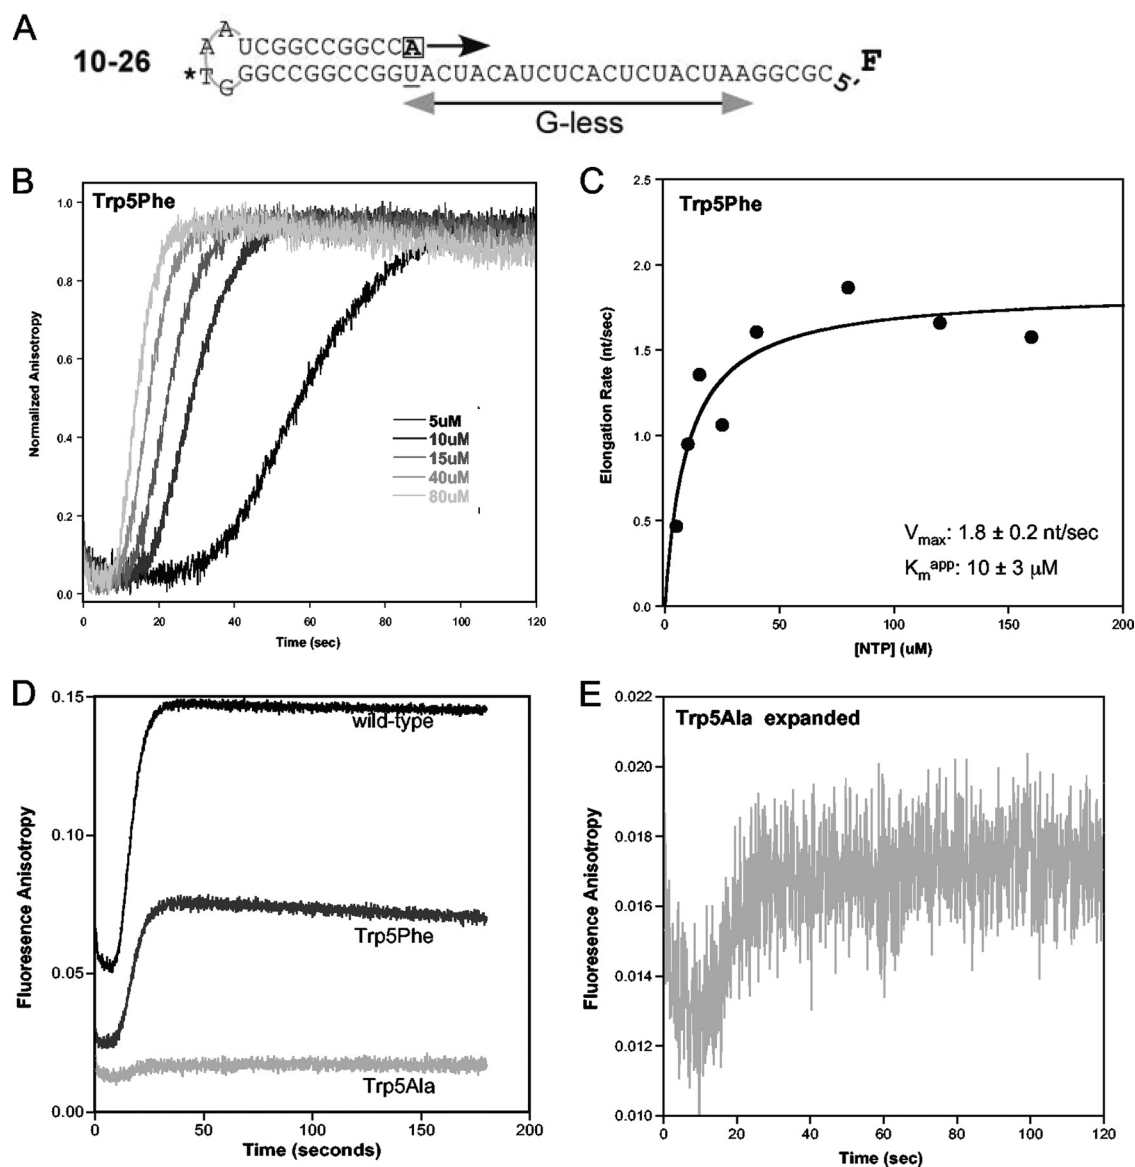 A
A
A UCGGCCGGCCA
10-26
*T G GGCCGGCCGGUACUACAUCUCACUCUACUAAGGCGC 5' F
G-less
B
Trp5Phe
Normalized Anisotropy
1.0
0.8
0.6
0.4
0.2
0.0
5uM
10uM
15uM
40uM
80uM
0 20 40 60 80 100 120
Time (sec)
C
Trp5Phe
Elongation Rate (nt/sec)
2.5
2.0
1.5
1.0
0.5
0.0
Vmax: 1.8 ± 0.2 nt/sec
Kmapp: 10 ± 3 μM
0 50 100 150 200
[NTP] (uM)
D
Fluoresence Anisotropy
0.15
0.10
0.05
0.00
wild-type
Trp5Phe
Trp5Ala
0 50 100 150 200
Time (seconds)
E
Trp5Ala expanded
Fluoresence Anisotropy
0.022
0.020
0.018
0.016
0.014
0.012
0.010
0 20 40 60 80 100 120
Time (sec)